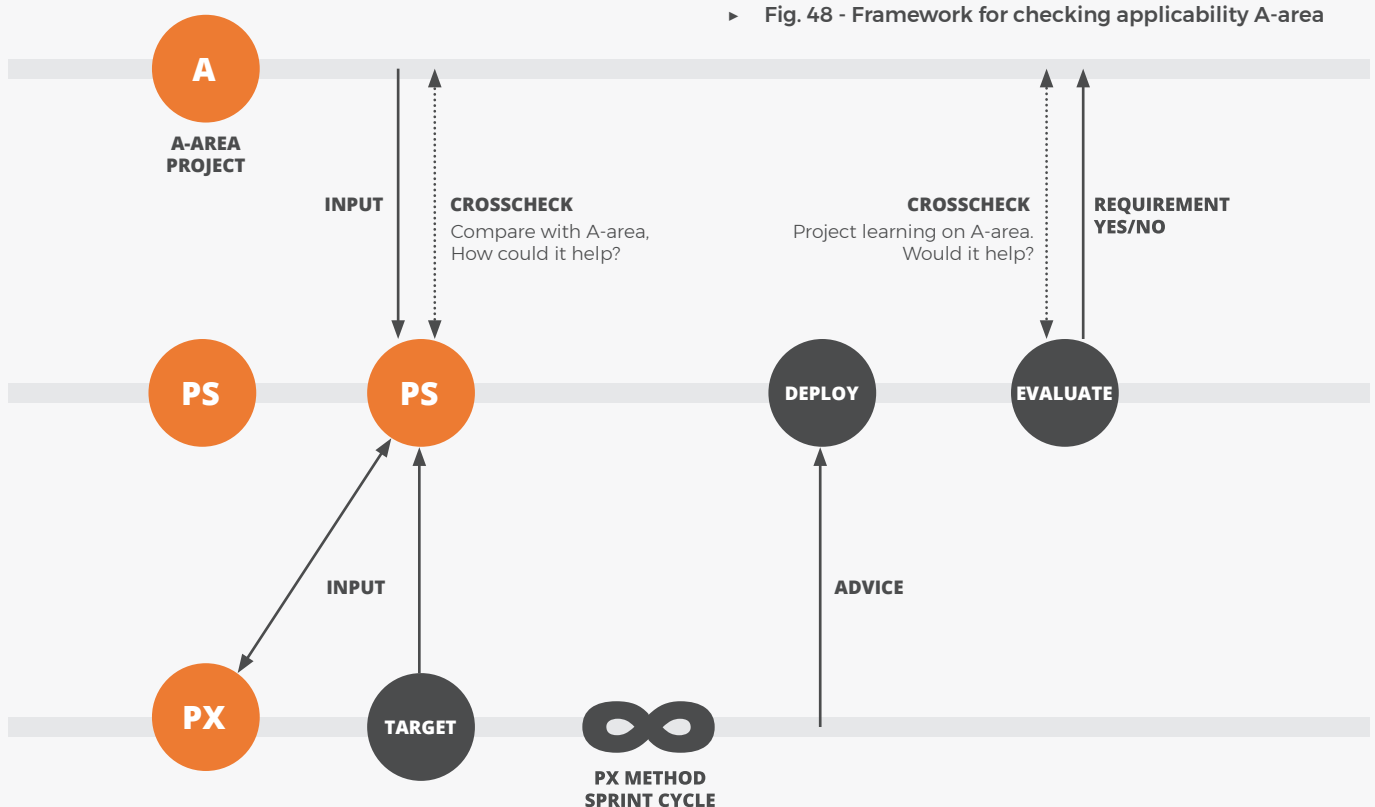 ▸ Fig. 48 - Framework for checking applicability A-area
A
A-AREA
PROJECT
INPUT
CROSSCHECK
Compare with A-area,
How could it help?
CROSSCHECK
Project learning on A-area.
Would it help?
REQUIREMENT
YES/NO
PS
PS
DEPLOY
EVALUATE
INPUT
ADVICE
PX
TARGET
PX METHOD
SPRINT CYCLE